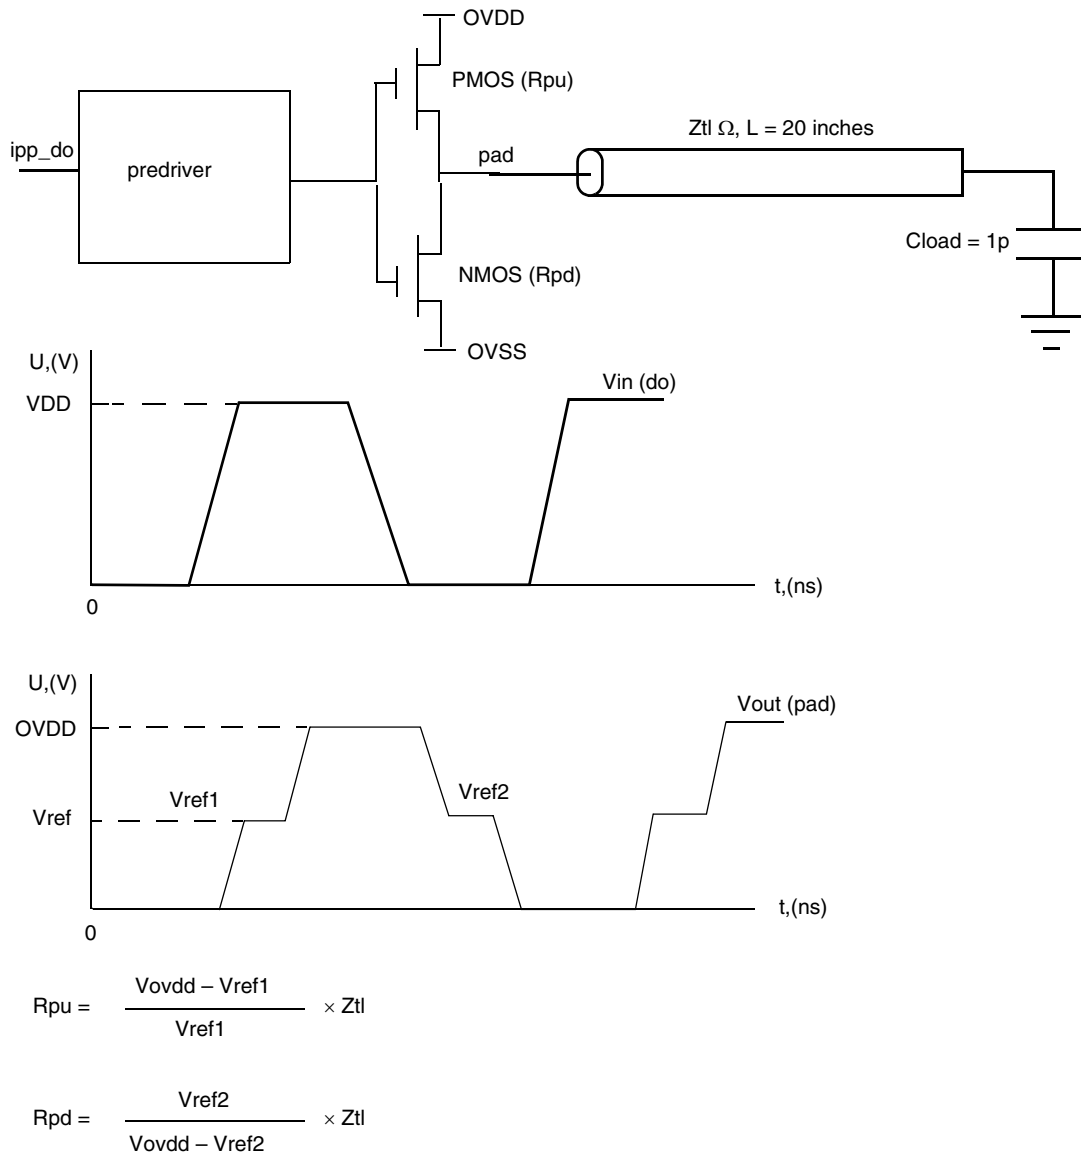 OVDD
PMOS (Rpu)
Ztl Ω, L = 20 inches
ipp_do
predriver
pad
Cload = 1p
NMOS (Rpd)
OVSS
U,(V)
Vin (do)
VDD
t,(ns)
0
U,(V)
Vout (pad)
OVDD
Vref1
Vref2
Vref
t,(ns)
0
Rpu = Vovdd – Vref1 × Ztl
Vref1
Rpd = Vref2 × Ztl
Vovdd – Vref2